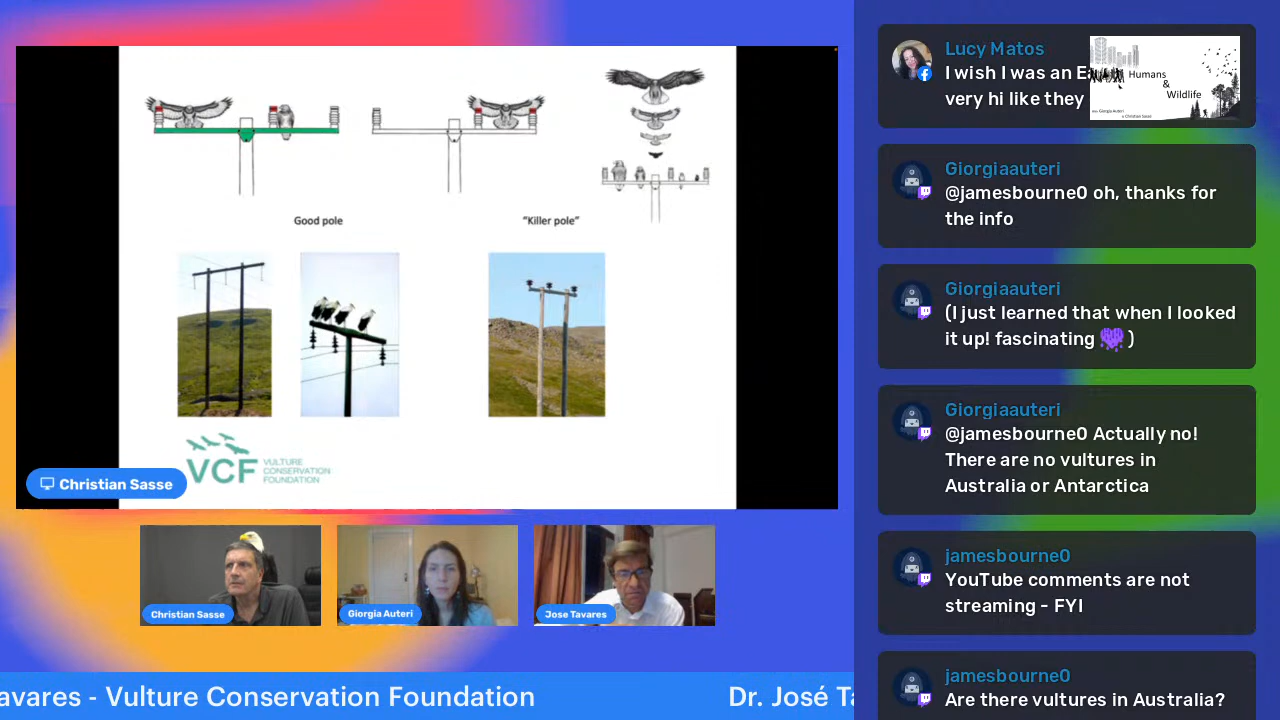 Good pole
“Killer pole”
VCF VULTURE
CONSERVATION
FOUNDATION
Christian Sasse
Christian Sasse
Giorgia Auteri
Jose Tavares
avares - Vulture Conservation Foundation
Dr. José Ta
Lucy Matos
I wish I was an Ea
very hi like they
Humans
&
Wildlife
Giorgia Auteri
& Christian Sasse
Giorgiaauteri
@jamesbourne0 oh, thanks for
the info
Giorgiaauteri
(I just learned that when I looked
it up! fascinating 💜 )
Giorgiaauteri
@jamesbourne0 Actually no!
There are no vultures in
Australia or Antarctica
jamesbourne0
YouTube comments are not
streaming - FYI
jamesbourne0
Are there vultures in Australia?